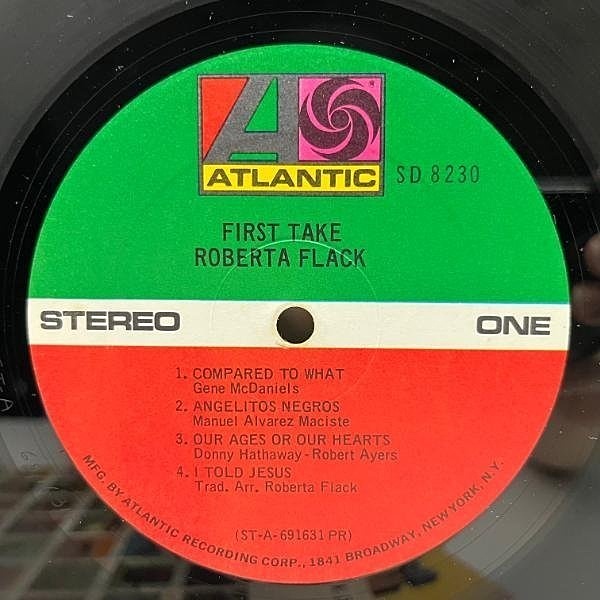 ATLANTIC
SD 8230
FIRST TAKE
ROBERTA FLACK
STEREO
ONE
1. COMPARED TO WHAT
Gene McDaniels
2. ANGELITOS NEGROS
Manuel Alvarez Maciste
3. OUR AGES OR OUR HEARTS
Donny Hathaway-Robert Ayers
4. I TOLD JESUS
Trad. Arr. Roberta Flack
(ST-A-691631 PR)
MFG. BY ATLANTIC RECORDING CORP., 1841 BROADWAY, NEW YORK, N.Y.